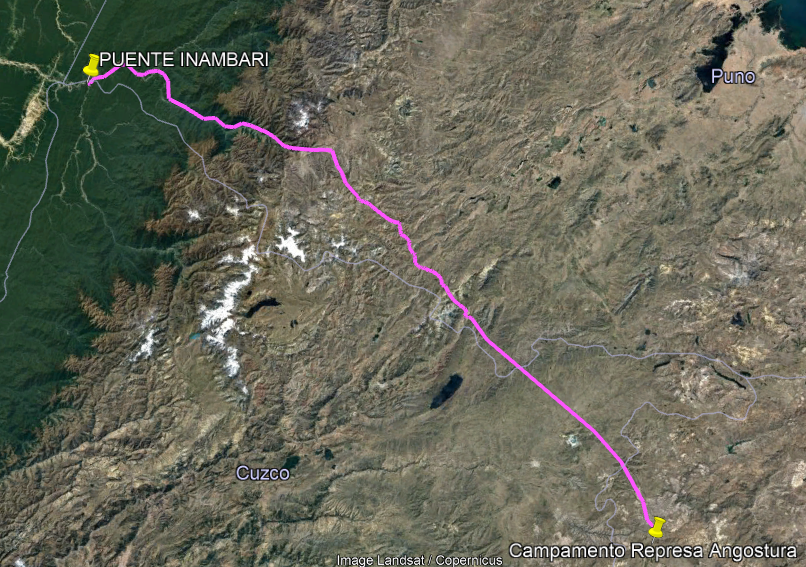 PUENTE INAMBARI
Puno
Cuzco
Campamento Represa Angostura
Image Landsat / Copernicus